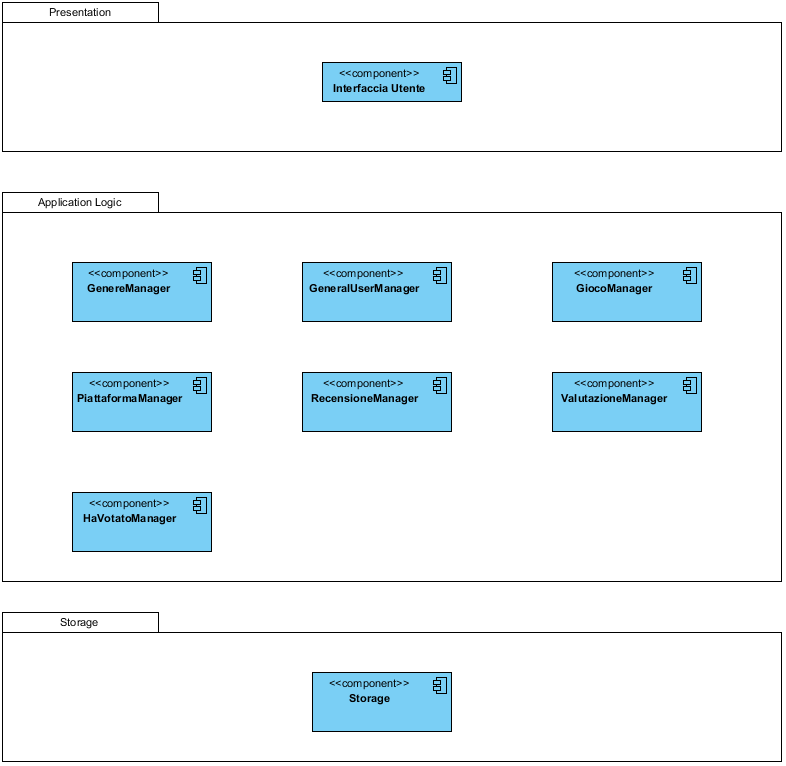 Presentation
<<component>>
Interfaccia Utente
Application Logic
<<component>>
GenereManager
<<component>>
GeneralUserManager
<<component>>
GiocoManager
<<component>>
PiattaformaManager
<<component>>
RecensioneManager
<<component>>
ValutazioneManager
<<component>>
HaVotatoManager
Storage
<<component>>
Storage